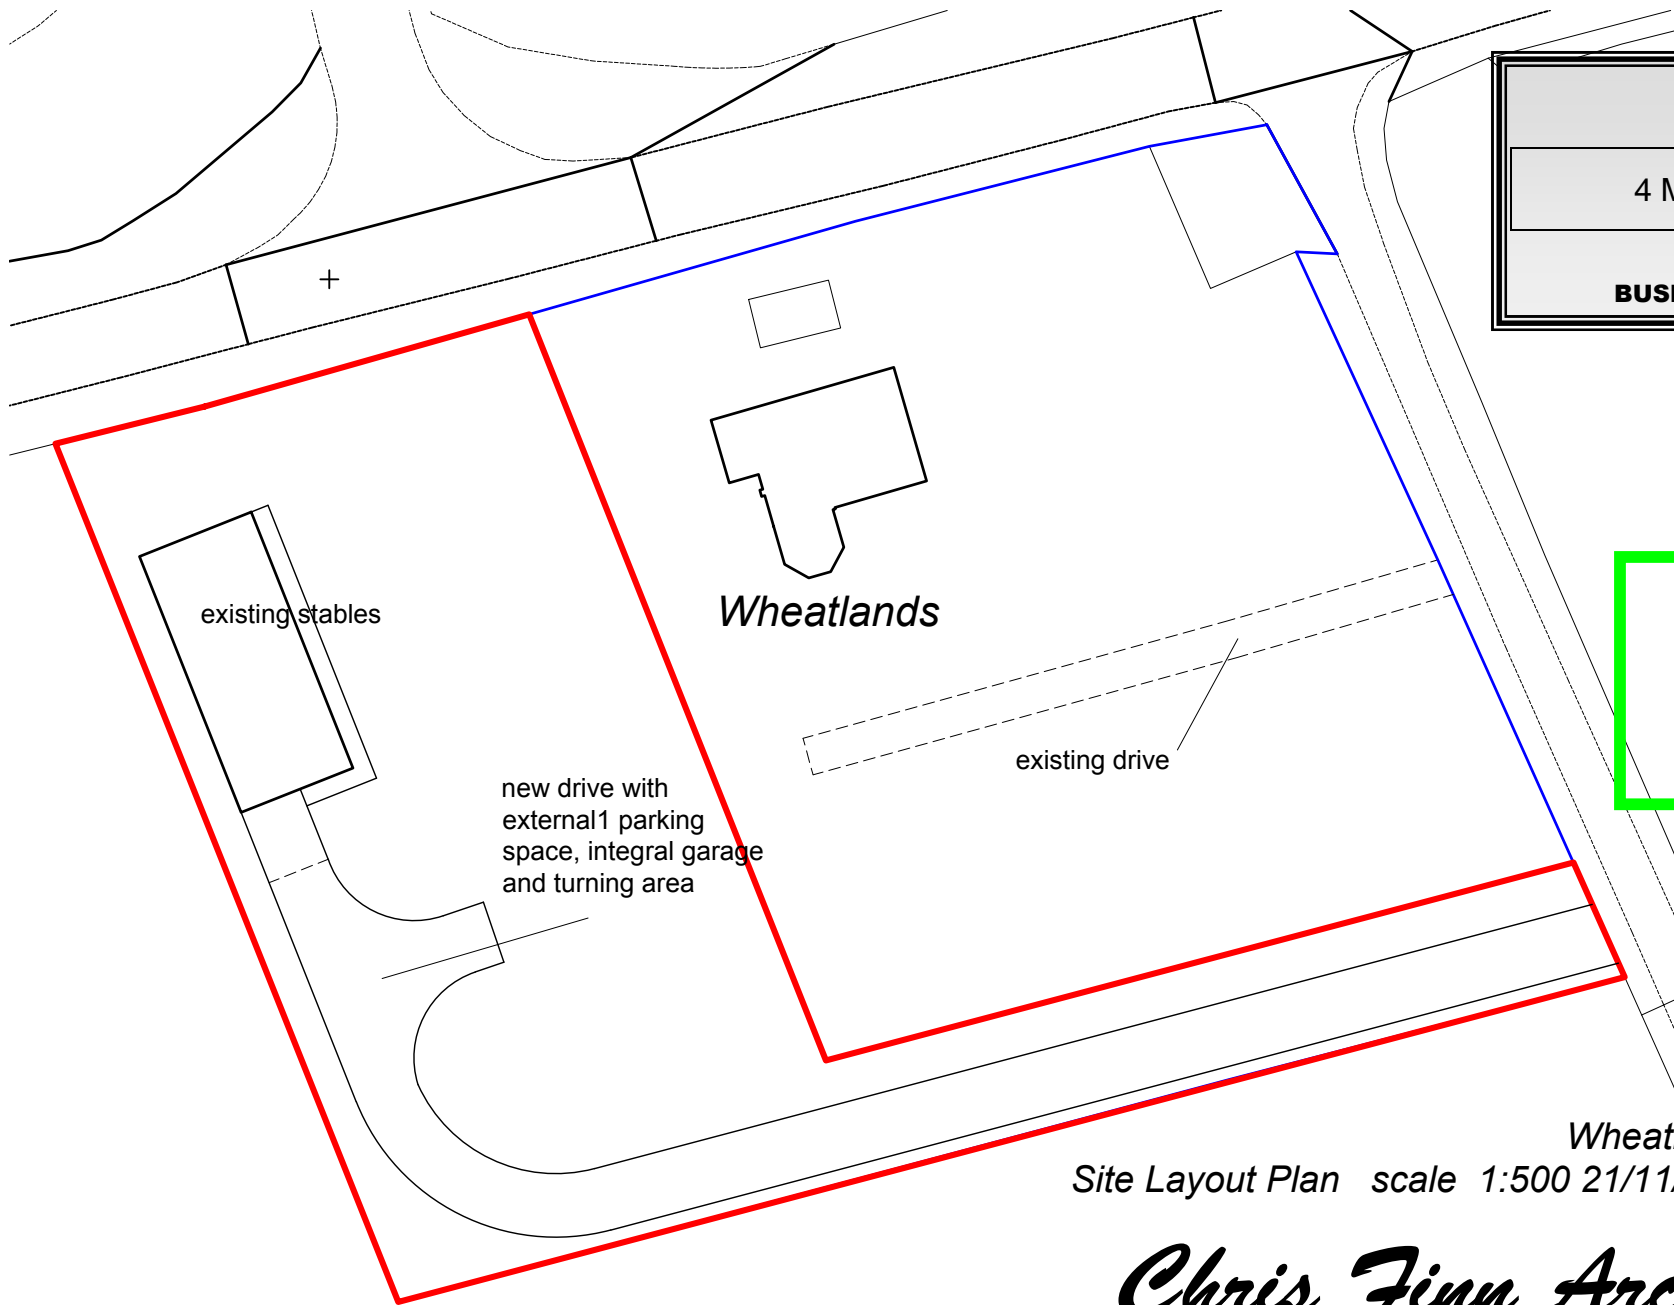 4 M
BUSI
existing stables
Wheatlands
existing drive
new drive with
external1 parking
space, integral garage
and turning area
Wheat
Site Layout Plan scale 1:500 21/11
Chris Finn Arc